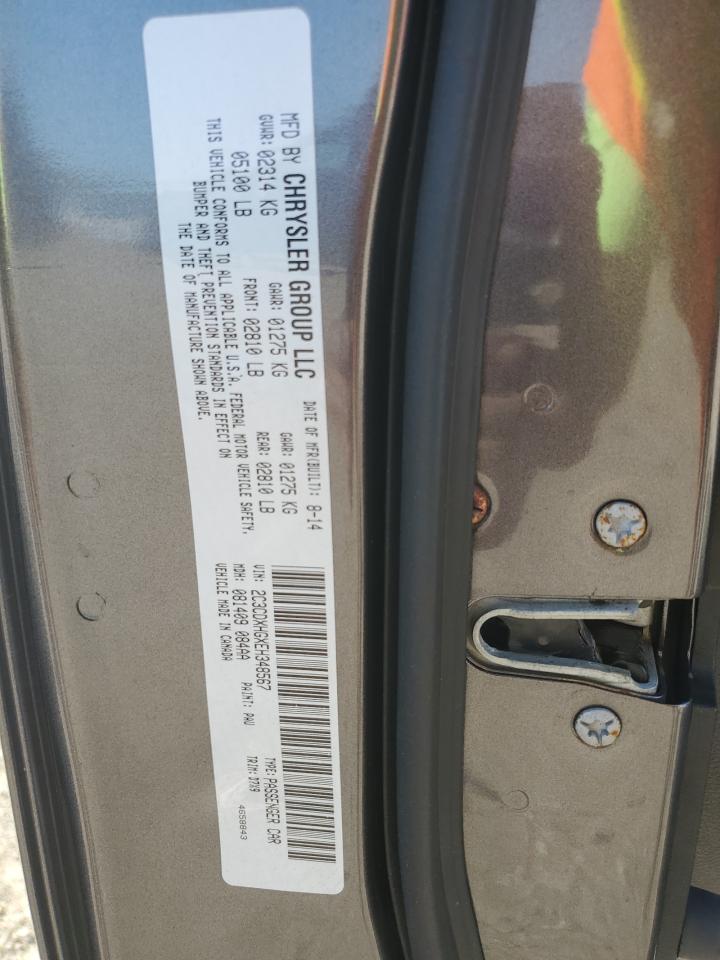 MFD BY CHRYSLER GROUP LLC
DATE OF MFR(BUILT): 8-14
GVWR: 02314 KG
GAWR: 01275 KG
GAWR: 01275 KG
05100 LB
FRONT: 02810 LB
REAR: 02810 LB
THIS VEHICLE CONFORMS TO ALL APPLICABLE U.S.A. FEDERAL MOTOR VEHICLE SAFETY,
BUMPER AND THEFT PREVENTION STANDARDS IN EFFECT ON
THE DATE OF MANUFACTURE SHOWN ABOVE.
VIN: 2C3CDXHGXEH348567
TYPE: PASSENGER CAR
MDH: 081409 084AA
PAINT: PAU
TRIM: D7X9
VEHICLE MADE IN CANADA
4658843